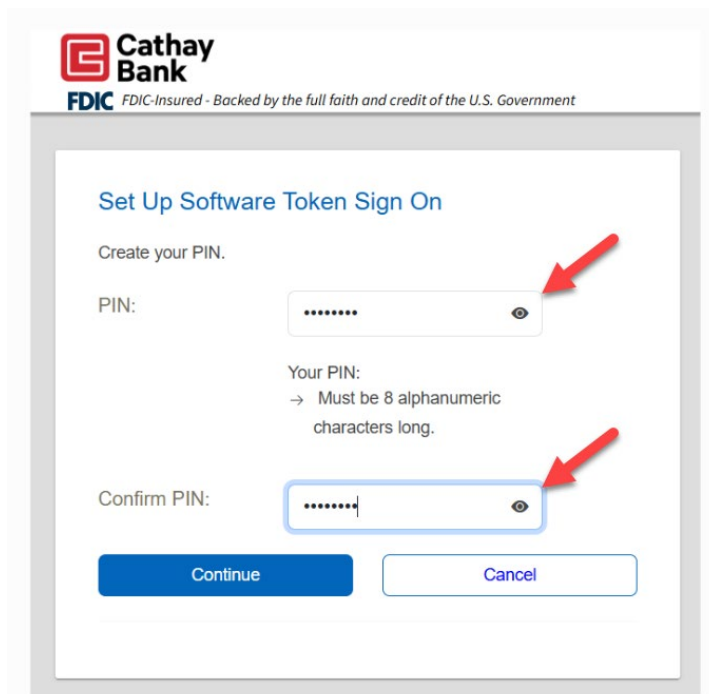 Cathay
Bank
FDIC FDIC-Insured - Backed by the full faith and credit of the U.S. Government
Set Up Software Token Sign On
Create your PIN.
PIN:
••••••••
Your PIN:
→ Must be 8 alphanumeric
characters long.
Confirm PIN:
••••••••
Continue
Cancel